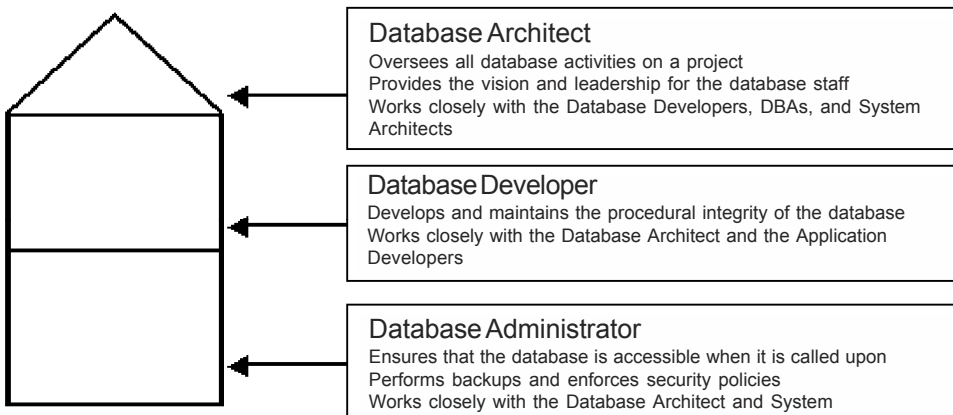 Database Architect
Oversees all database activities on a project
Provides the vision and leadership for the database staff
Works closely with the Database Developers, DBAs, and System
Architects
Database Developer
Develops and maintains the procedural integrity of the database
Works closely with the Database Architect and the Application
Developers
Database Administrator
Ensures that the database is accessible when it is called upon
Performs backups and enforces security policies
Works closely with the Database Architect and System